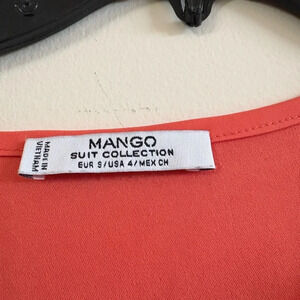 MANGO
SUIT COLLECTION
EUR S/USA 4/MEX CH
MADE IN
VIETNAM